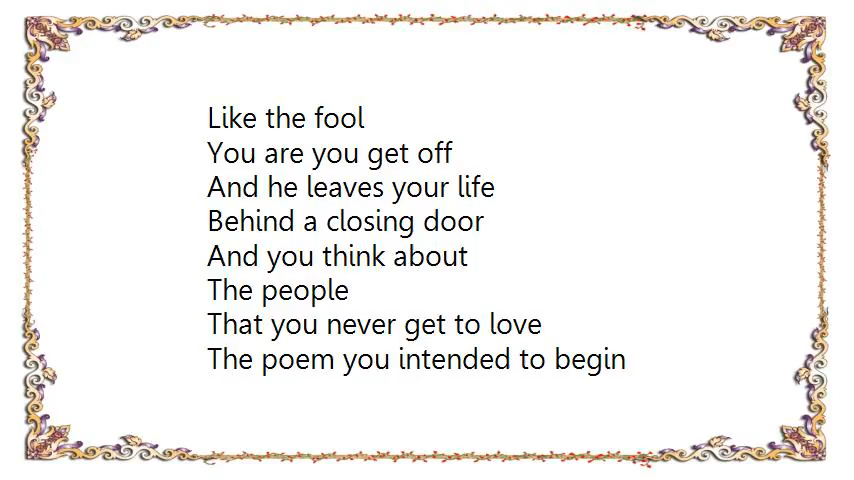 Like the fool
You are you get off
And he leaves your life
Behind a closing door
And you think about
The people
That you never get to love
The poem you intended to begin